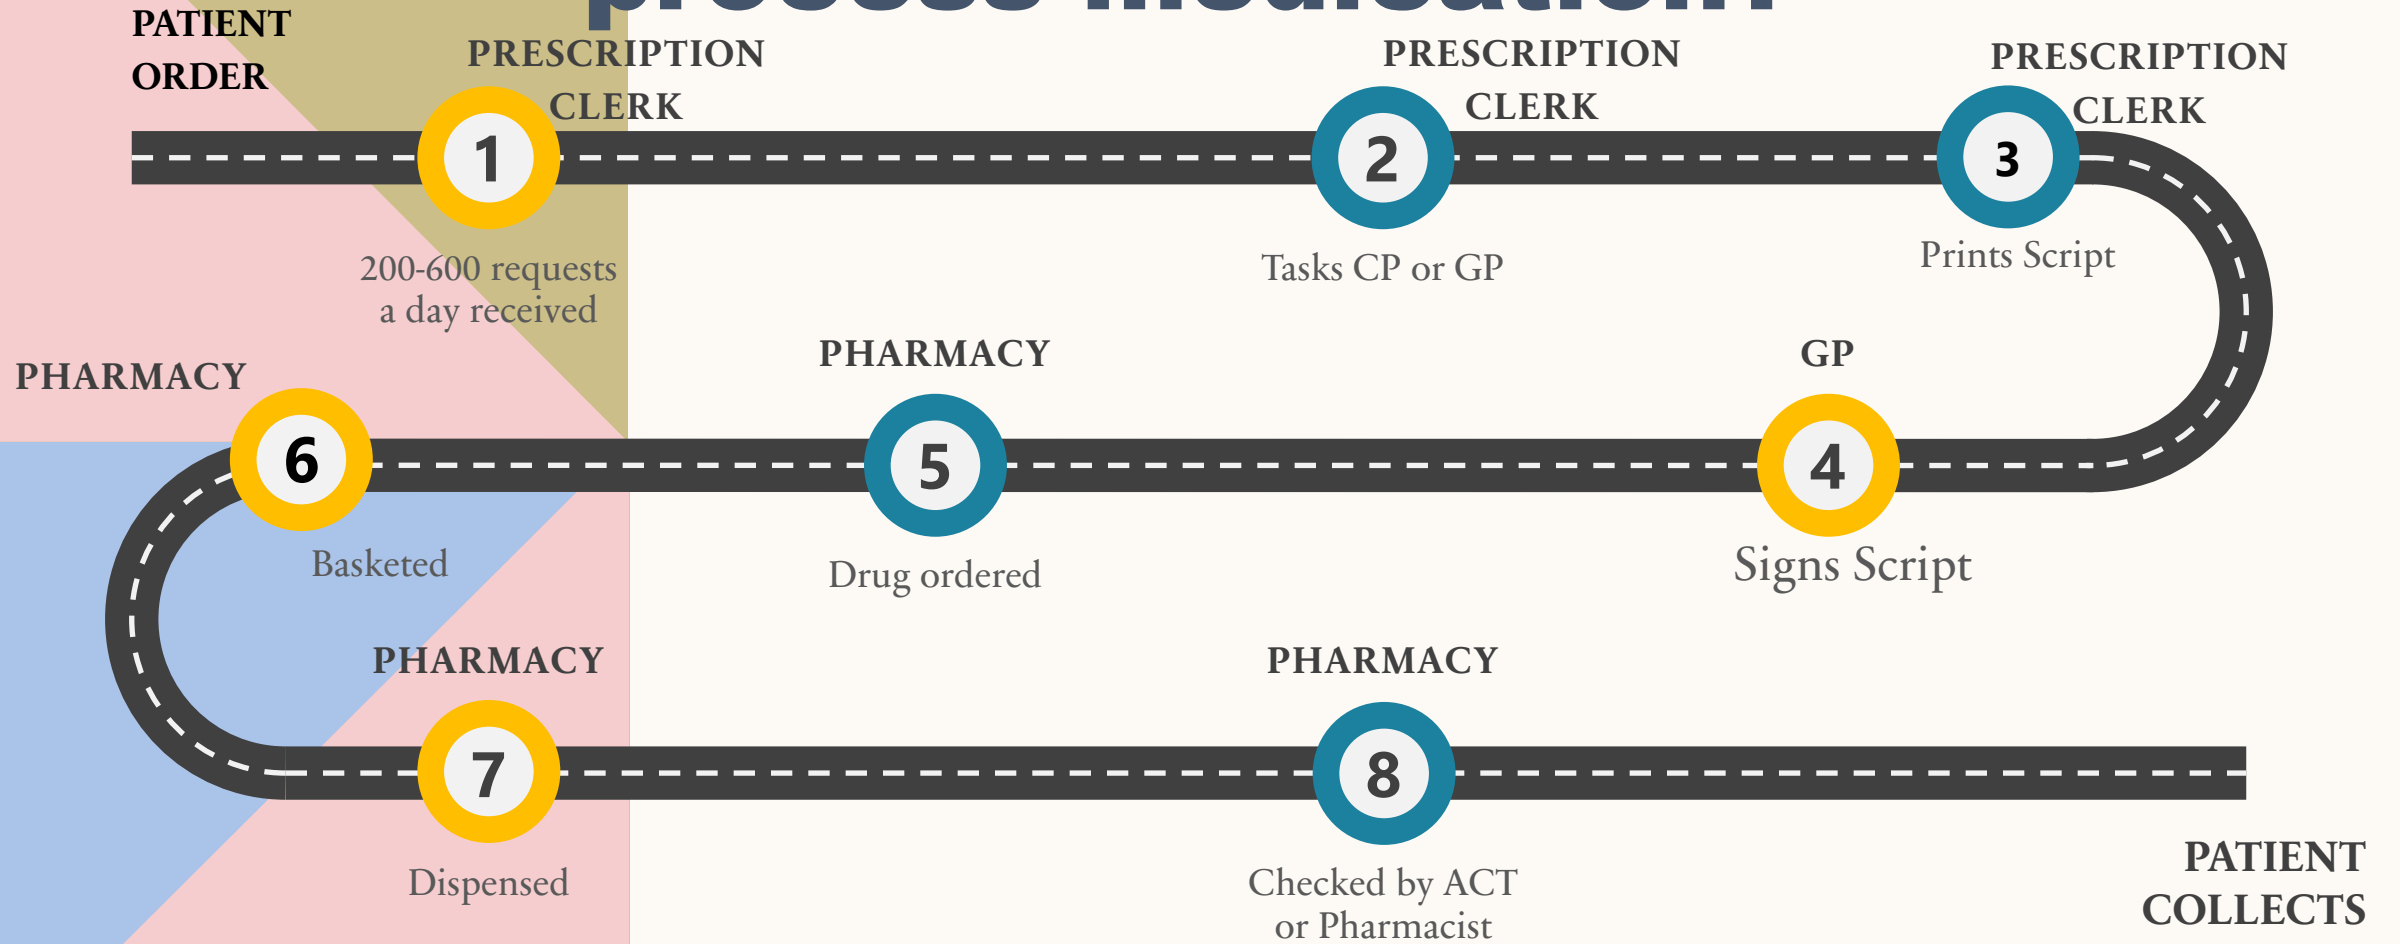 process medication?
PATIENT
ORDER
PRESCRIPTION
CLERK
1
200-600 requests
a day received
PRESCRIPTION
CLERK
2
Tasks CP or GP
PRESCRIPTION
CLERK
3
Prints Script
GP
4
Signs Script
PHARMACY
5
Drug ordered
PHARMACY
6
Basketed
PHARMACY
7
Dispensed
PHARMACY
8
Checked by ACT
or Pharmacist
PATIENT
COLLECTS